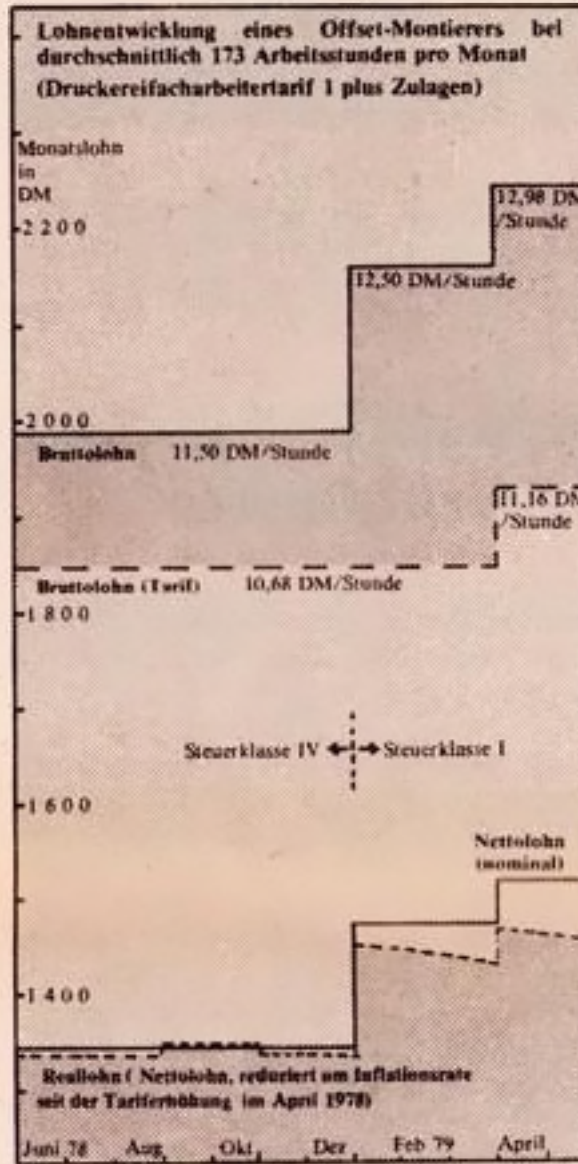 Lohnentwicklung eines Offset-Montierers bei
durchschnittlich 173 Arbeitsstunden pro Monat
(Druckereifacharbeitertarif 1 plus Zulagen)
Monatslohn
in
DM
12,98 DM
/Stunde
2200
12,50 DM/Stunde
2000
Bruttolohn 11,50 DM/Stunde
11,16 DM
/Stunde
Bruttolohn (Tarif) 10,68 DM/Stunde
1800
Steuerklasse IV Steuerklasse I
1600
Nettolohn
(nominal)
1400
Reallohn ( Nettolohn, reduziert um Inflationsrate
seit der Tariferhöhung im April 1978)
Juni 78 Aug Okt Dez Feb 79 April